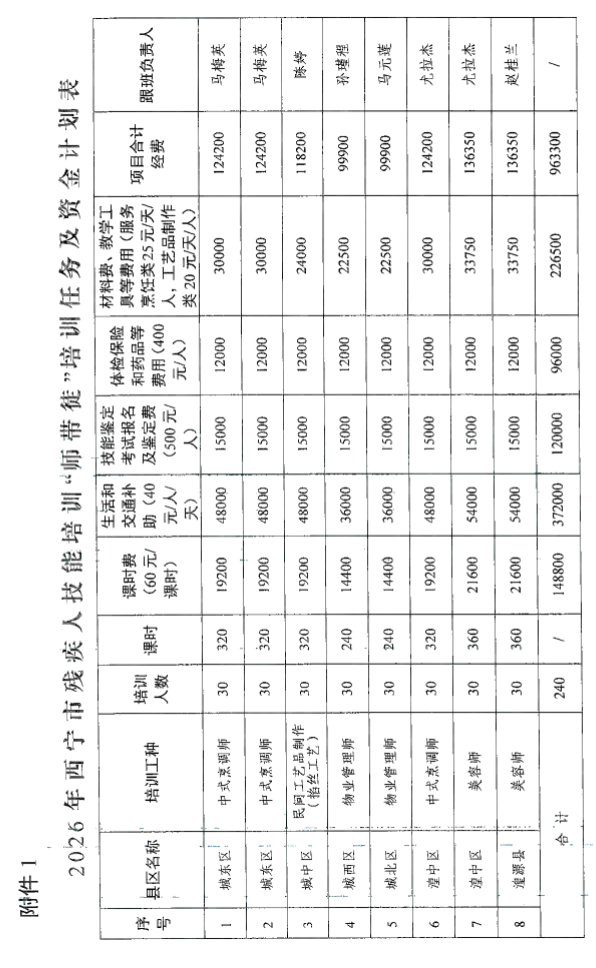 附件 1
2026年西宁市残疾人技能培训“师带徒”培训任务及资金计划表
序号 县区名称 培训工种 培训人数 课时 课时费（60元/课时） 生活和交通补助（40元/人/天） 技能鉴定考试报名及鉴定费（500元/人） 体检保险和药品等费用（400元/人） 材料费、教学工具等费用（服务烹饪类25元/天/人，工艺品制作类20元/天/人） 项目合计经费 跟班负责人
1 城东区 中式烹调师 30 320 19200 48000 15000 12000 30000 124200 马梅英
2 城东区 中式烹调师 30 320 19200 48000 15000 12000 30000 124200 马梅英
3 城中区 民间工艺品制作（掐丝工艺） 30 320 19200 48000 15000 12000 24000 118200 陈婷
4 城西区 物业管理师 30 240 14400 36000 15000 12000 22500 99900 孙瑾程
5 城北区 物业管理师 30 240 14400 36000 15000 12000 22500 99900 马元莲
6 湟中区 中式烹调师 30 320 19200 48000 15000 12000 30000 124200 尤拉杰
7 湟中区 美容师 30 360 21600 54000 15000 12000 33750 136350 尤拉杰
8 湟源县 美容师 30 360 21600 54000 15000 12000 33750 136350 赵桂兰
合计 240 / 148800 372000 120000 96000 226500 963300 /